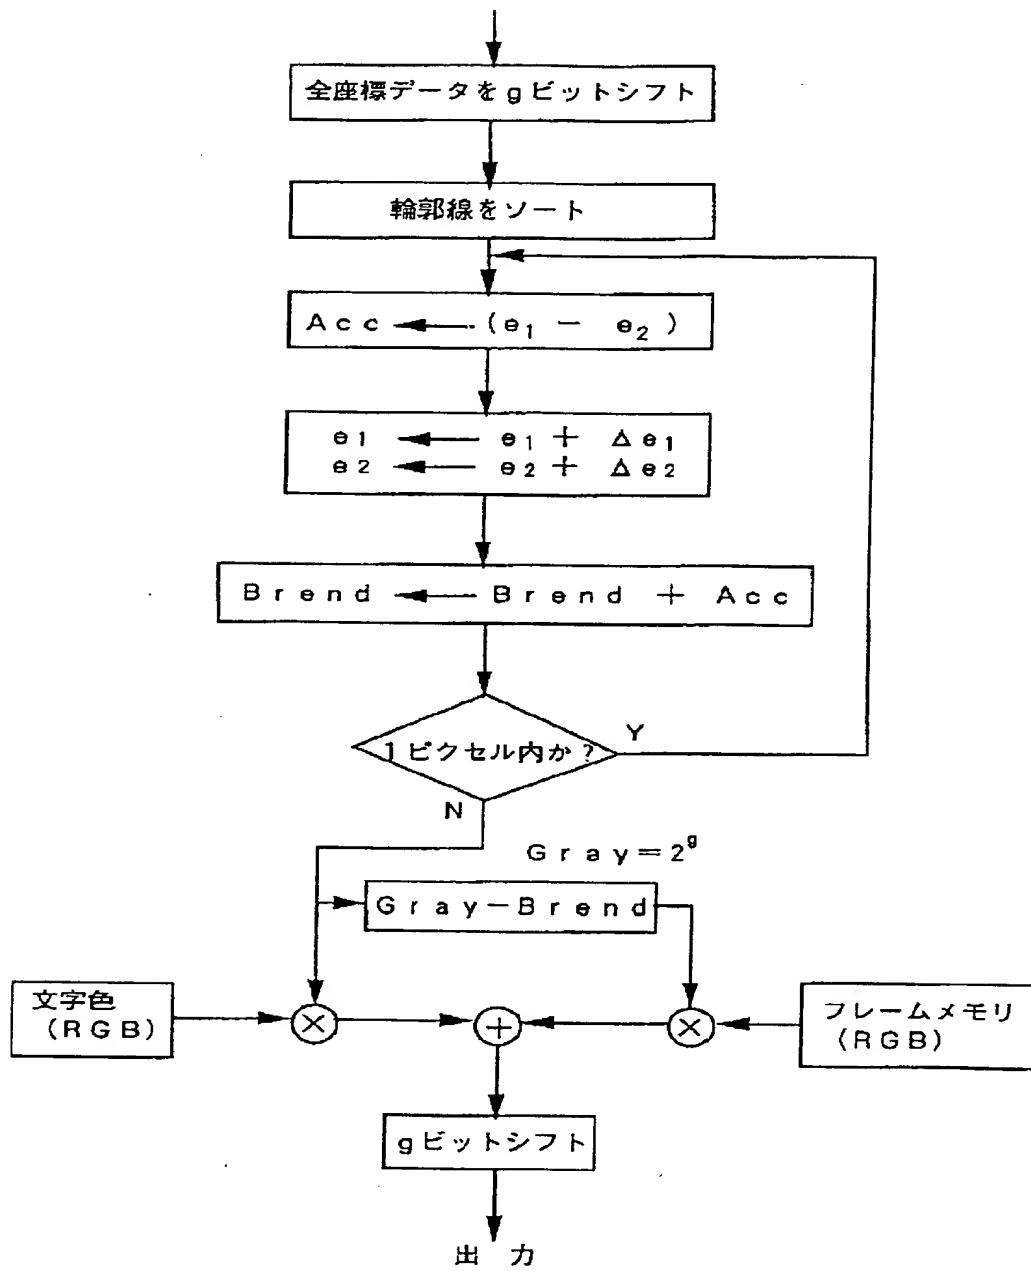 全座標データをgビットシフト
輪郭線をソート
Acc ← (e₁ − e₂)
e1 ← e₁ + Δe₁
e2 ← e₂ + Δe₂
Brend ← Brend + Acc
1ピクセル内か?
Y
N
Gray=2ᵍ
Gray−Brend
文字色
(RGB)
×
+
×
フレームメモリ
(RGB)
gビットシフト
出 力